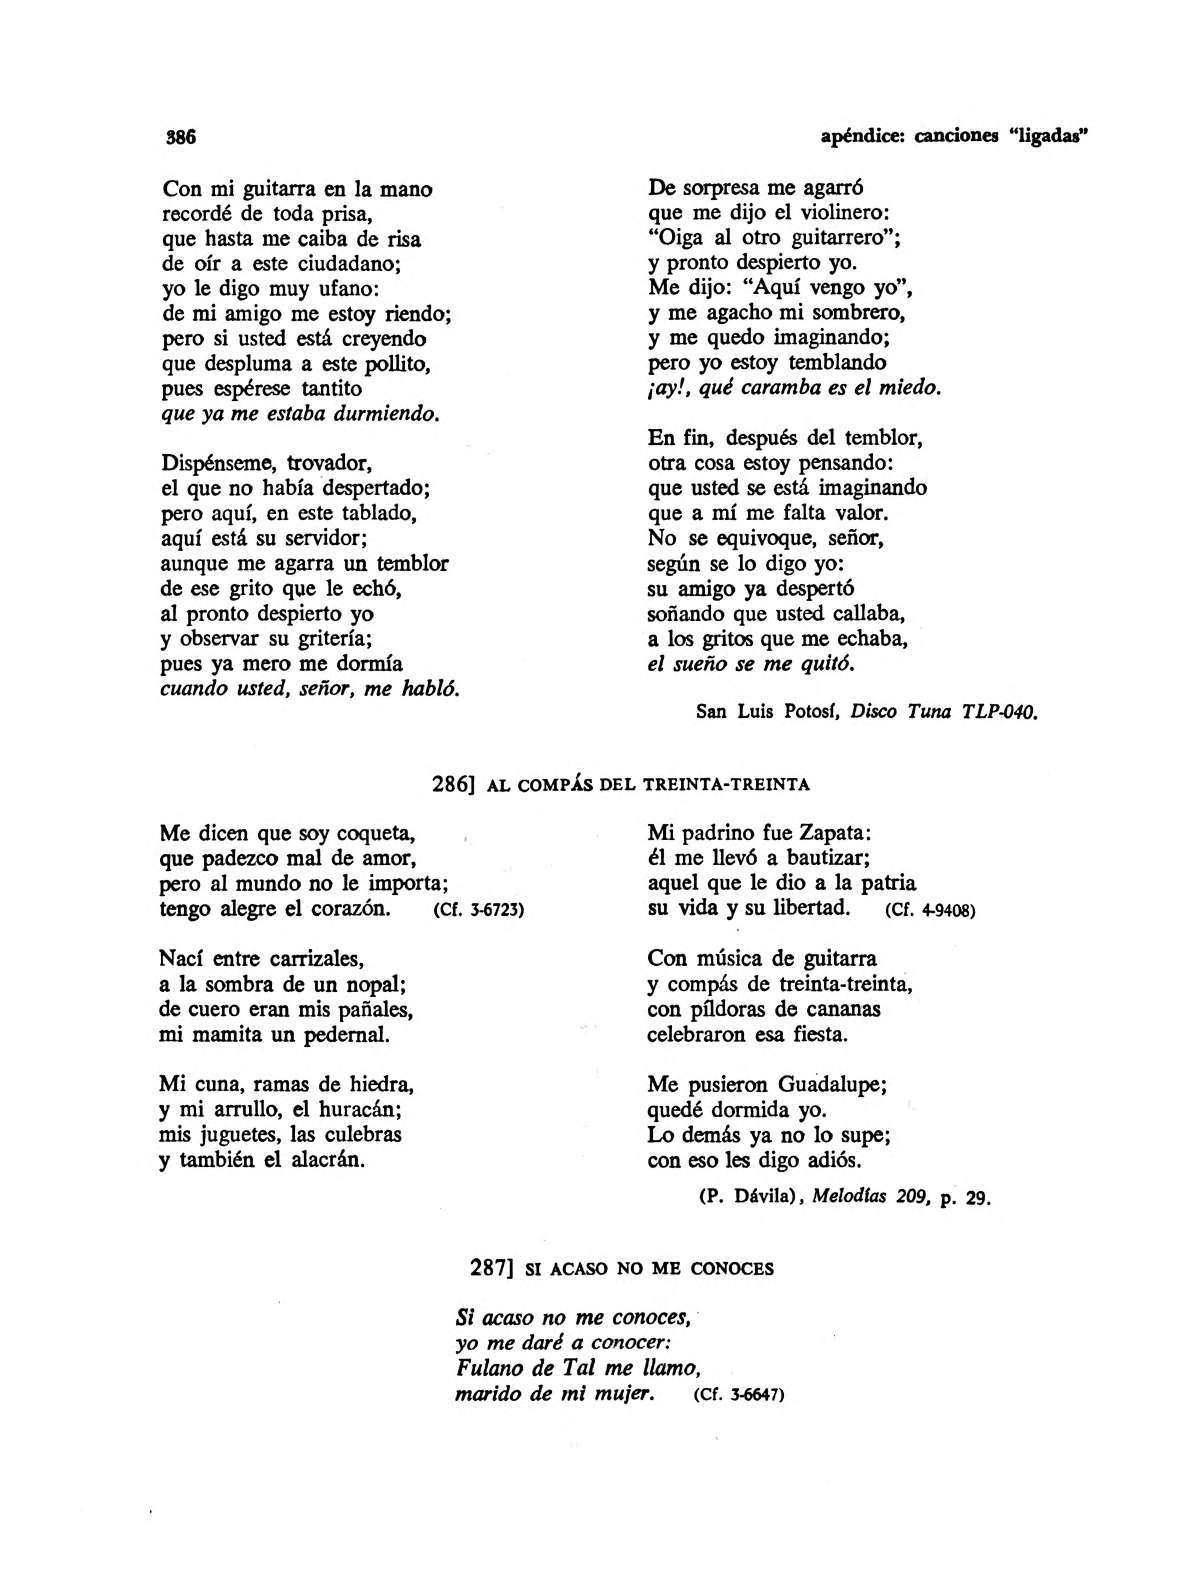 386
apéndice: canciones “ligadas”
Con mi guitarra en la mano
recordé de toda prisa,
que hasta me caiba de risa
de oír a este ciudadano;
yo le digo muy ufano:
de mi amigo me estoy riendo;
pero si usted está creyendo
que despluma a este pollito,
pues espérese tantito
que ya me estaba durmiendo.
Dispénseme, trovador,
el que no había despertado;
pero aquí, en este tablado,
aquí está su servidor;
aunque me agarra un temblor
de ese grito que le echó,
al pronto despierto yo
y observar su gritería;
pues ya mero me dormía
cuando usted, señor, me habló.
De sorpresa me agarró
que me dijo el violinero:
“Oiga al otro guitarrero”;
y pronto despierto yo.
Me dijo: “Aquí vengo yo”,
y me agacho mi sombrero,
y me quedo imaginando;
pero yo estoy temblando
¡ay!, qué caramba es el miedo.
En fin, después del temblor,
otra cosa estoy pensando:
que usted se está imaginando
que a mí me falta valor.
No se equivoque, señor,
según se lo digo yo:
su amigo ya despertó
soñando que usted callaba,
a los gritos que me echaba,
el sueño se me quitó.
San Luis Potosí, Disco Tuna TLP-040.
286] AL COMPÁS DEL TREINTA-TREINTA
Me dicen que soy coqueta,
que padezco mal de amor,
pero al mundo no le importa;
tengo alegre el corazón. (Cf. 3-6723)
Nací entre carrizales,
a la sombra de un nopal;
de cuero eran mis pañales,
mi mamita un pedernal.
Mi cuna, ramas de hiedra,
y mi arrullo, el huracán;
mis juguetes, las culebras
y también el alacrán.
Mi padrino fue Zapata:
él me llevó a bautizar;
aquel que le dio a la patria
su vida y su libertad. (Cf. 4-9408)
Con música de guitarra
y compás de treinta-treinta,
con píldoras de cananas
celebraron esa fiesta.
Me pusieron Guadalupe;
quedé dormida yo.
Lo demás ya no lo supe;
con eso les digo adiós.
(P. Dávila), Melodías 209, p. 29.
287] SI ACASO NO ME CONOCES
Si acaso no me conoces,
yo me daré a conocer:
Fulano de Tal me llamo,
marido de mi mujer. (Cf. 3-6647)